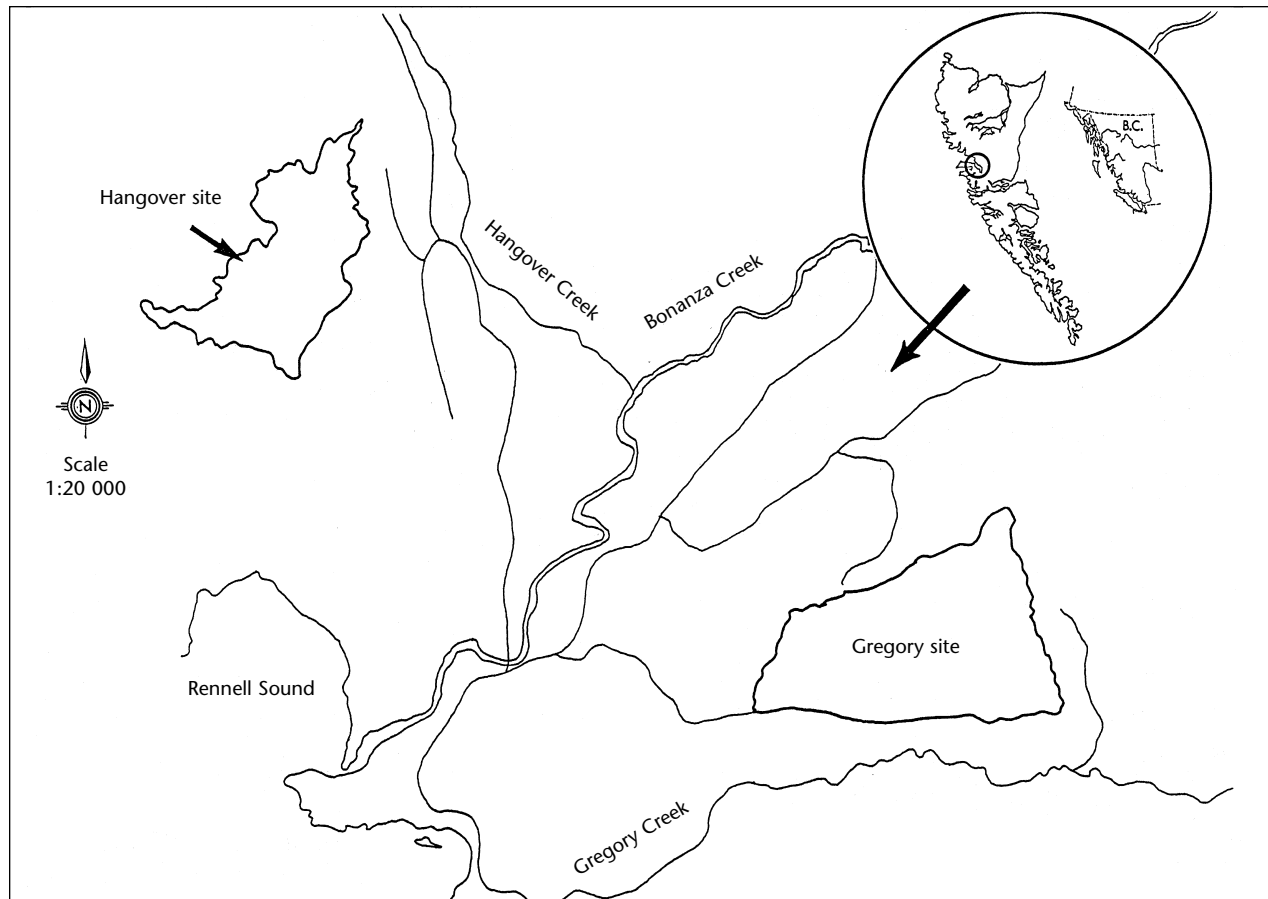 B.C.
Hangover site
Hangover Creek
Bonanza Creek
N
Scale
1:20 000
Gregory site
Rennell Sound
Gregory Creek